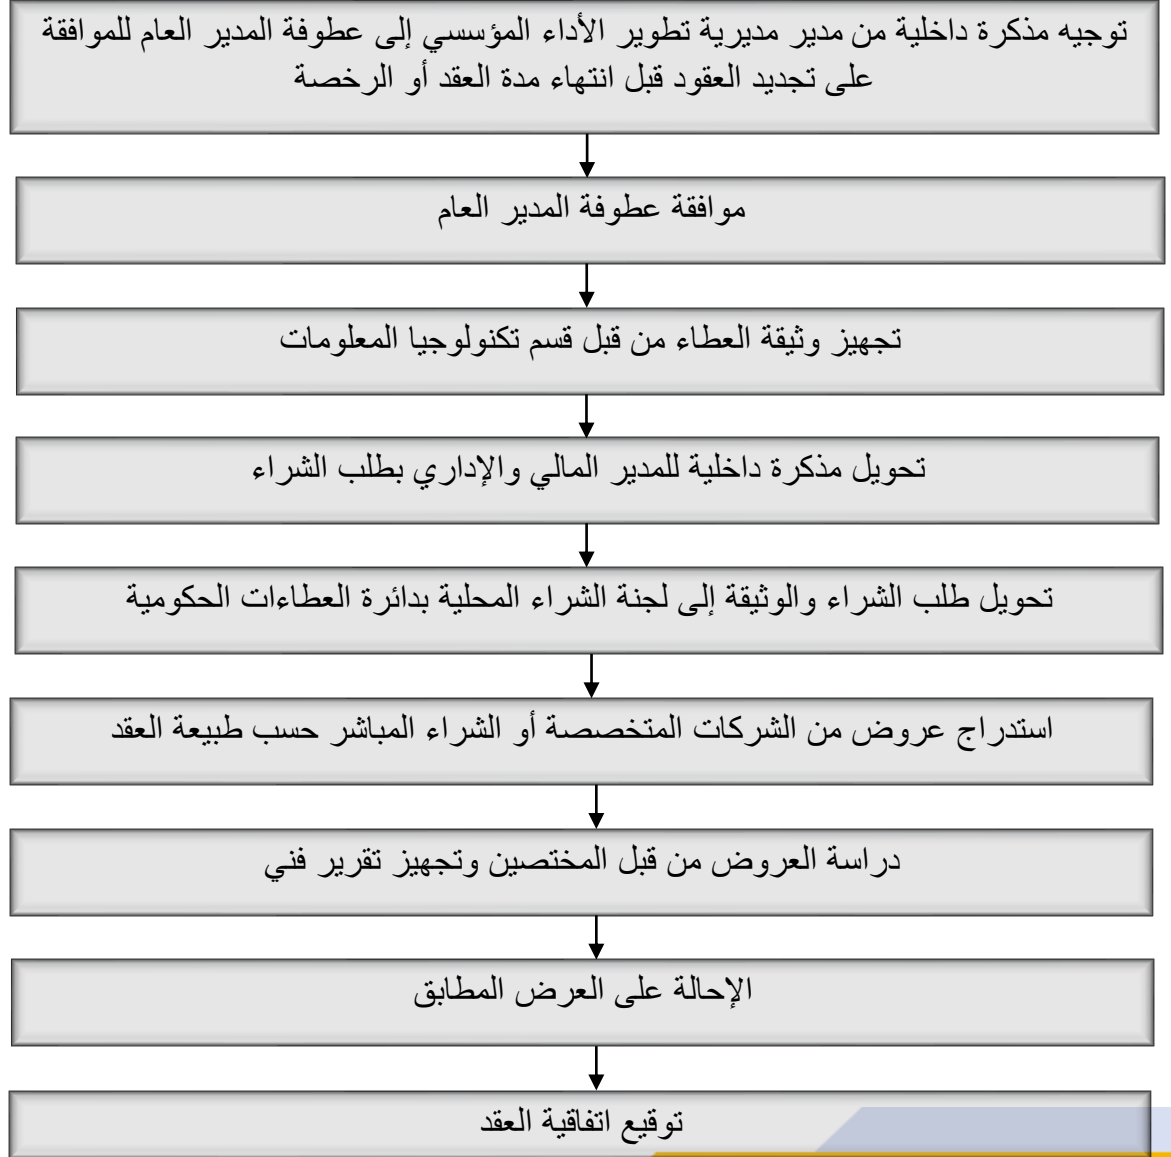 توجيه مذكرة داخلية من مدير مديرية تطوير الأداء المؤسسي إلى عطوفة المدير العام للموافقة
على تجديد العقود قبل انتهاء مدة العقد أو الرخصة
موافقة عطوفة المدير العام
تجهيز وثيقة العطاء من قبل قسم تكنولوجيا المعلومات
تحويل مذكرة داخلية للمدير المالي والإداري بطلب الشراء
تحويل طلب الشراء والوثيقة إلى لجنة الشراء المحلية بدائرة العطاءات الحكومية
استدراج عروض من الشركات المتخصصة أو الشراء المباشر حسب طبيعة العقد
دراسة العروض من قبل المختصين وتجهيز تقرير فني
الإحالة على العرض المطابق
توقيع اتفاقية العقد